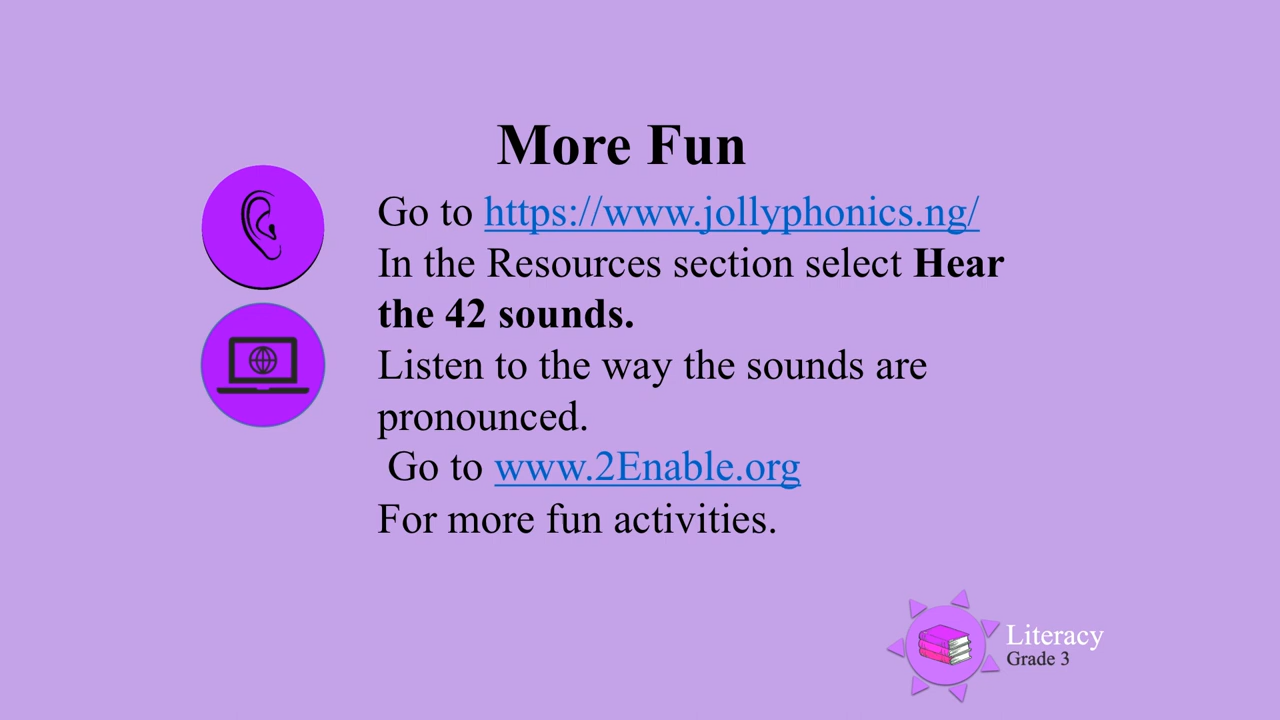 More Fun
Go to https://www.jollyphonics.ng/
In the Resources section select Hear
the 42 sounds.
Listen to the way the sounds are
pronounced.
Go to www.2Enable.org
For more fun activities.
Literacy
Grade 3